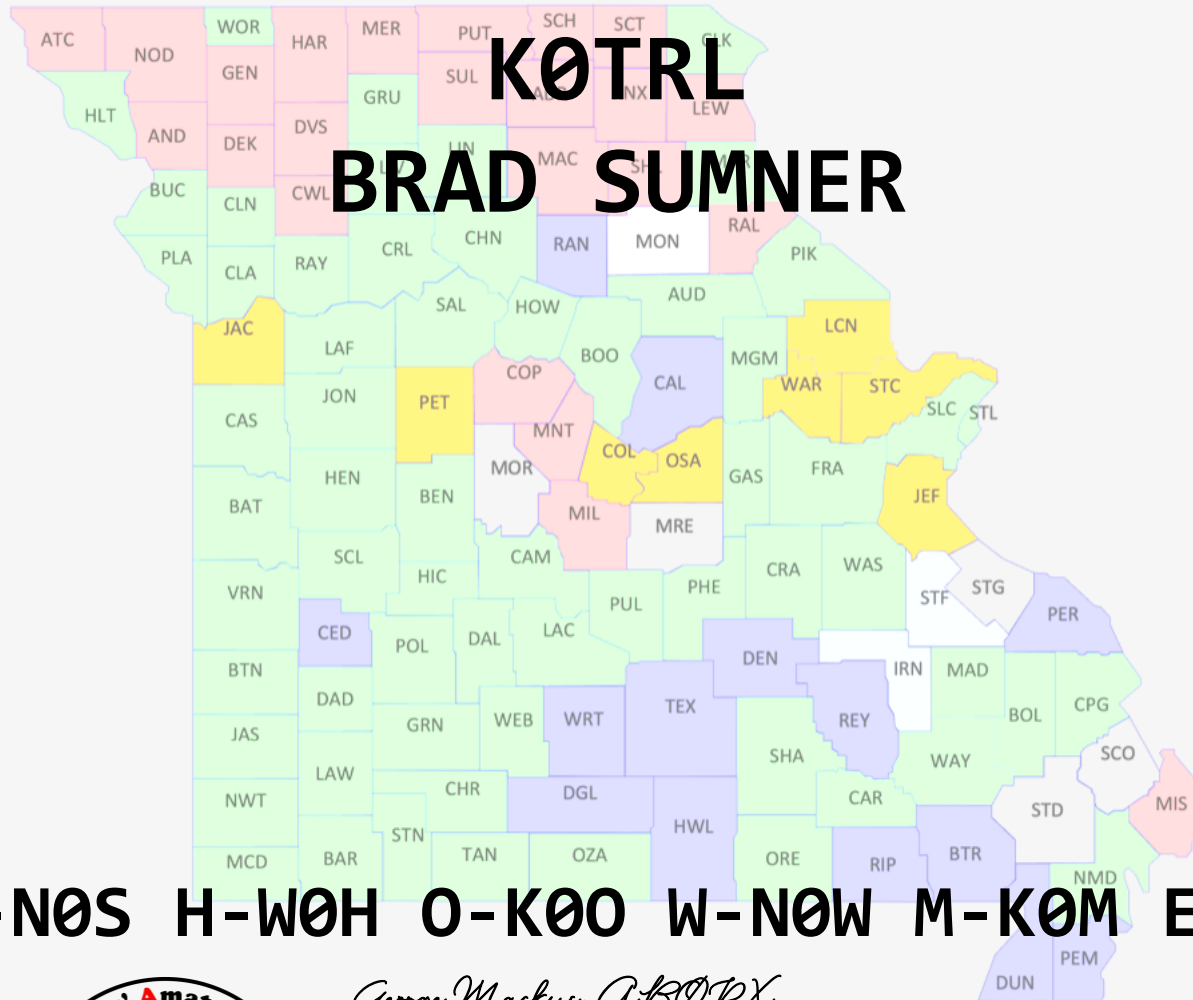 WOR SCH SCT
ATC NOD HAR MER PUT CLK
K0TRL
GEN SUL
GRU LEW
HLT AND DEK DVS
MAC
BRAD SUMNER
BUC CLN CWL
RAN MON RAL
PLA CLA RAY CRL CHN PIK
SAL HOW AUD
JAC LAF BOO MGM LCN
COP CAL WAR STC
CAS JON PET MNT SLC STL
MOR COL OSA GAS FRA
BAT HEN BEN MIL MRE JEF
SCL CAM CRA WAS
VRN HIC PUL PHE STF STG
CED POL DAL LAC DEN PER
BTN DAD IRN MAD
JAS GRN WEB WRT TEX REY BOL CPG
LAW SHA WAY SCO
NWT CHR DGL CAR STD MIS
STN HWL
MCD BAR TAN OZA ORE RIP BTR
NMD
-N0S H-W0H O-K0O W-N0W M-K0M E
PEM
DUN